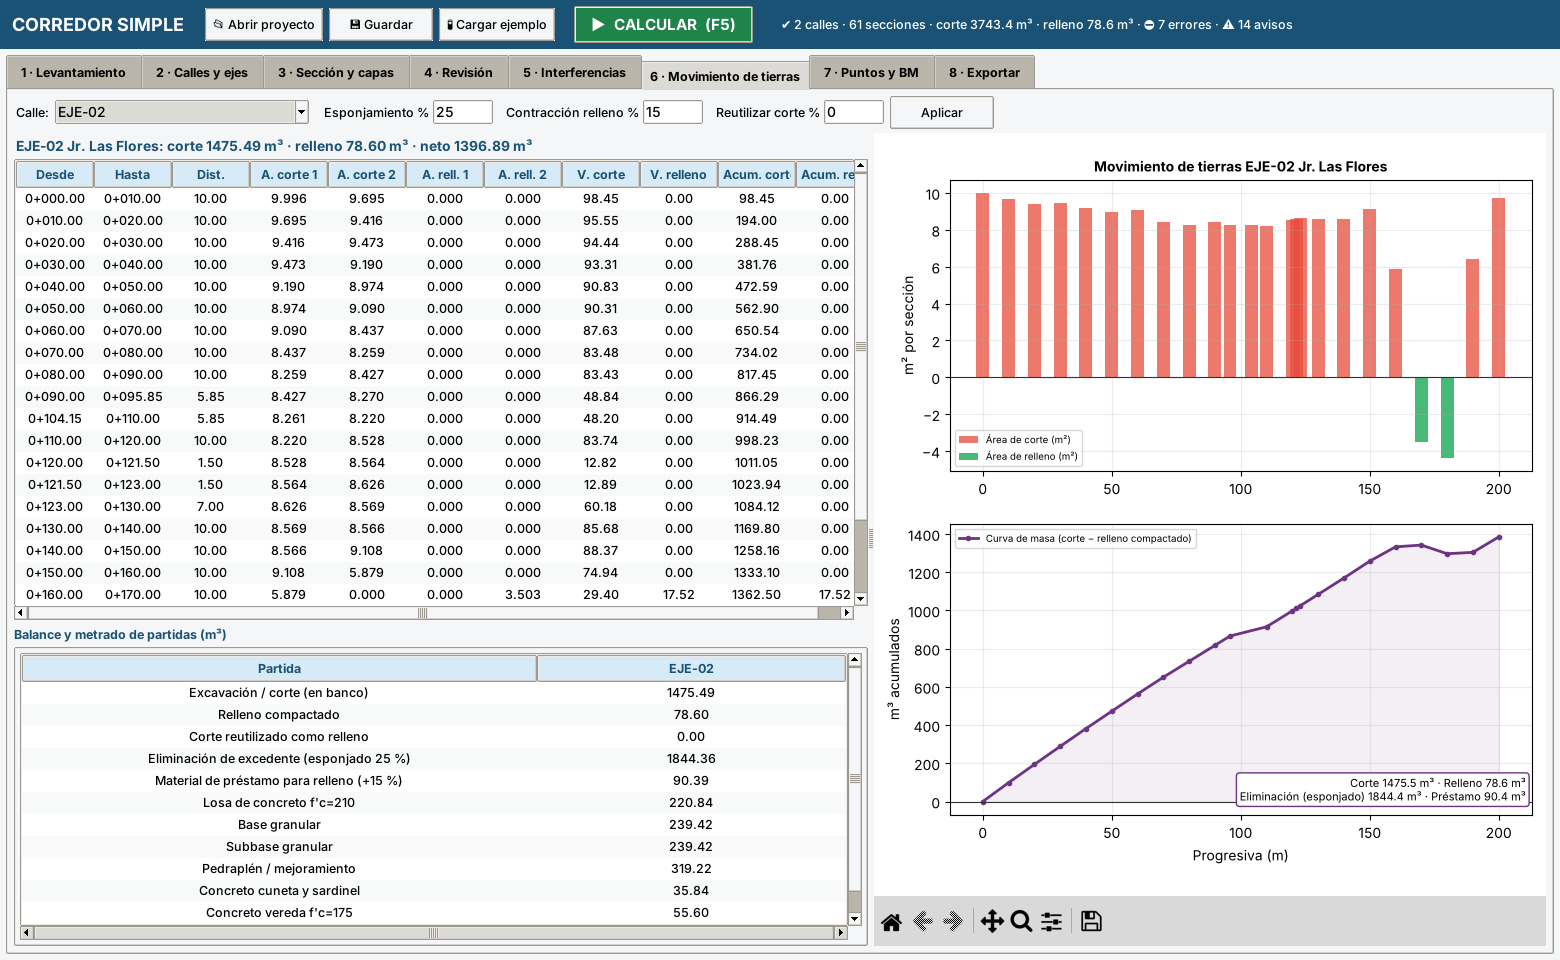 CORREDOR SIMPLE
Abrir proyecto
Guardar
Cargar ejemplo
▶ CALCULAR (F5)
✔ 2 calles · 61 secciones · corte 3743.4 m³ · relleno 78.6 m³ · ⛔ 7 errores · ⚠ 14 avisos
1 · Levantamiento
2 · Calles y ejes
3 · Sección y capas
4 · Revisión
5 · Interferencias
6 · Movimiento de tierras
7 · Puntos y BM
8 · Exportar
Calle: EJE-02 Esponjamiento % 25 Contracción relleno % 15 Reutilizar corte % 0 Aplicar
EJE-02 Jr. Las Flores: corte 1475.49 m³ · relleno 78.60 m³ · neto 1396.89 m³
Desde Hasta Dist. A. corte 1 A. corte 2 A. rell. 1 A. rell. 2 V. corte V. relleno Acum. cort Acum. re
0+000.00 0+010.00 10.00 9.996 9.695 0.000 0.000 98.45 0.00 98.45 0.00
0+010.00 0+020.00 10.00 9.695 9.416 0.000 0.000 95.55 0.00 194.00 0.00
0+020.00 0+030.00 10.00 9.416 9.473 0.000 0.000 94.44 0.00 288.45 0.00
0+030.00 0+040.00 10.00 9.473 9.190 0.000 0.000 93.31 0.00 381.76 0.00
0+040.00 0+050.00 10.00 9.190 8.974 0.000 0.000 90.83 0.00 472.59 0.00
0+050.00 0+060.00 10.00 8.974 9.090 0.000 0.000 90.31 0.00 562.90 0.00
0+060.00 0+070.00 10.00 9.090 8.437 0.000 0.000 87.63 0.00 650.54 0.00
0+070.00 0+080.00 10.00 8.437 8.259 0.000 0.000 83.48 0.00 734.02 0.00
0+080.00 0+090.00 10.00 8.259 8.427 0.000 0.000 83.43 0.00 817.45 0.00
0+090.00 0+095.85 5.85 8.427 8.270 0.000 0.000 48.84 0.00 866.29 0.00
0+104.15 0+110.00 5.85 8.261 8.220 0.000 0.000 48.20 0.00 914.49 0.00
0+110.00 0+120.00 10.00 8.220 8.528 0.000 0.000 83.74 0.00 998.23 0.00
0+120.00 0+121.50 1.50 8.528 8.564 0.000 0.000 12.82 0.00 1011.05 0.00
0+121.50 0+123.00 1.50 8.564 8.626 0.000 0.000 12.89 0.00 1023.94 0.00
0+123.00 0+130.00 7.00 8.626 8.569 0.000 0.000 60.18 0.00 1084.12 0.00
0+130.00 0+140.00 10.00 8.569 8.566 0.000 0.000 85.68 0.00 1169.80 0.00
0+140.00 0+150.00 10.00 8.566 9.108 0.000 0.000 88.37 0.00 1258.16 0.00
0+150.00 0+160.00 10.00 9.108 5.879 0.000 0.000 74.94 0.00 1333.10 0.00
0+160.00 0+170.00 10.00 5.879 0.000 0.000 3.503 29.40 17.52 1362.50 17.52
Balance y metrado de partidas (m³)
Partida EJE-02
Excavación / corte (en banco) 1475.49
Relleno compactado 78.60
Corte reutilizado como relleno 0.00
Eliminación de excedente (esponjado 25 %) 1844.36
Material de préstamo para relleno (+15 %) 90.39
Losa de concreto f'c=210 220.84
Base granular 239.42
Subbase granular 239.42
Pedraplén / mejoramiento 319.22
Concreto cuneta y sardinel 35.84
Concreto vereda f'c=175 55.60
Movimiento de tierras EJE-02 Jr. Las Flores
m² por sección
10
8
6
4
2
0
−2
−4
Área de corte (m²)
Área de relleno (m²)
0 50 100 150 200
m³ acumulados
1400
1200
1000
800
600
400
200
0
Curva de masa (corte − relleno compactado)
Corte 1475.5 m³ · Relleno 78.6 m³
Eliminación (esponjado) 1844.4 m³ · Préstamo 90.4 m³
0 50 100 150 200
Progresiva (m)